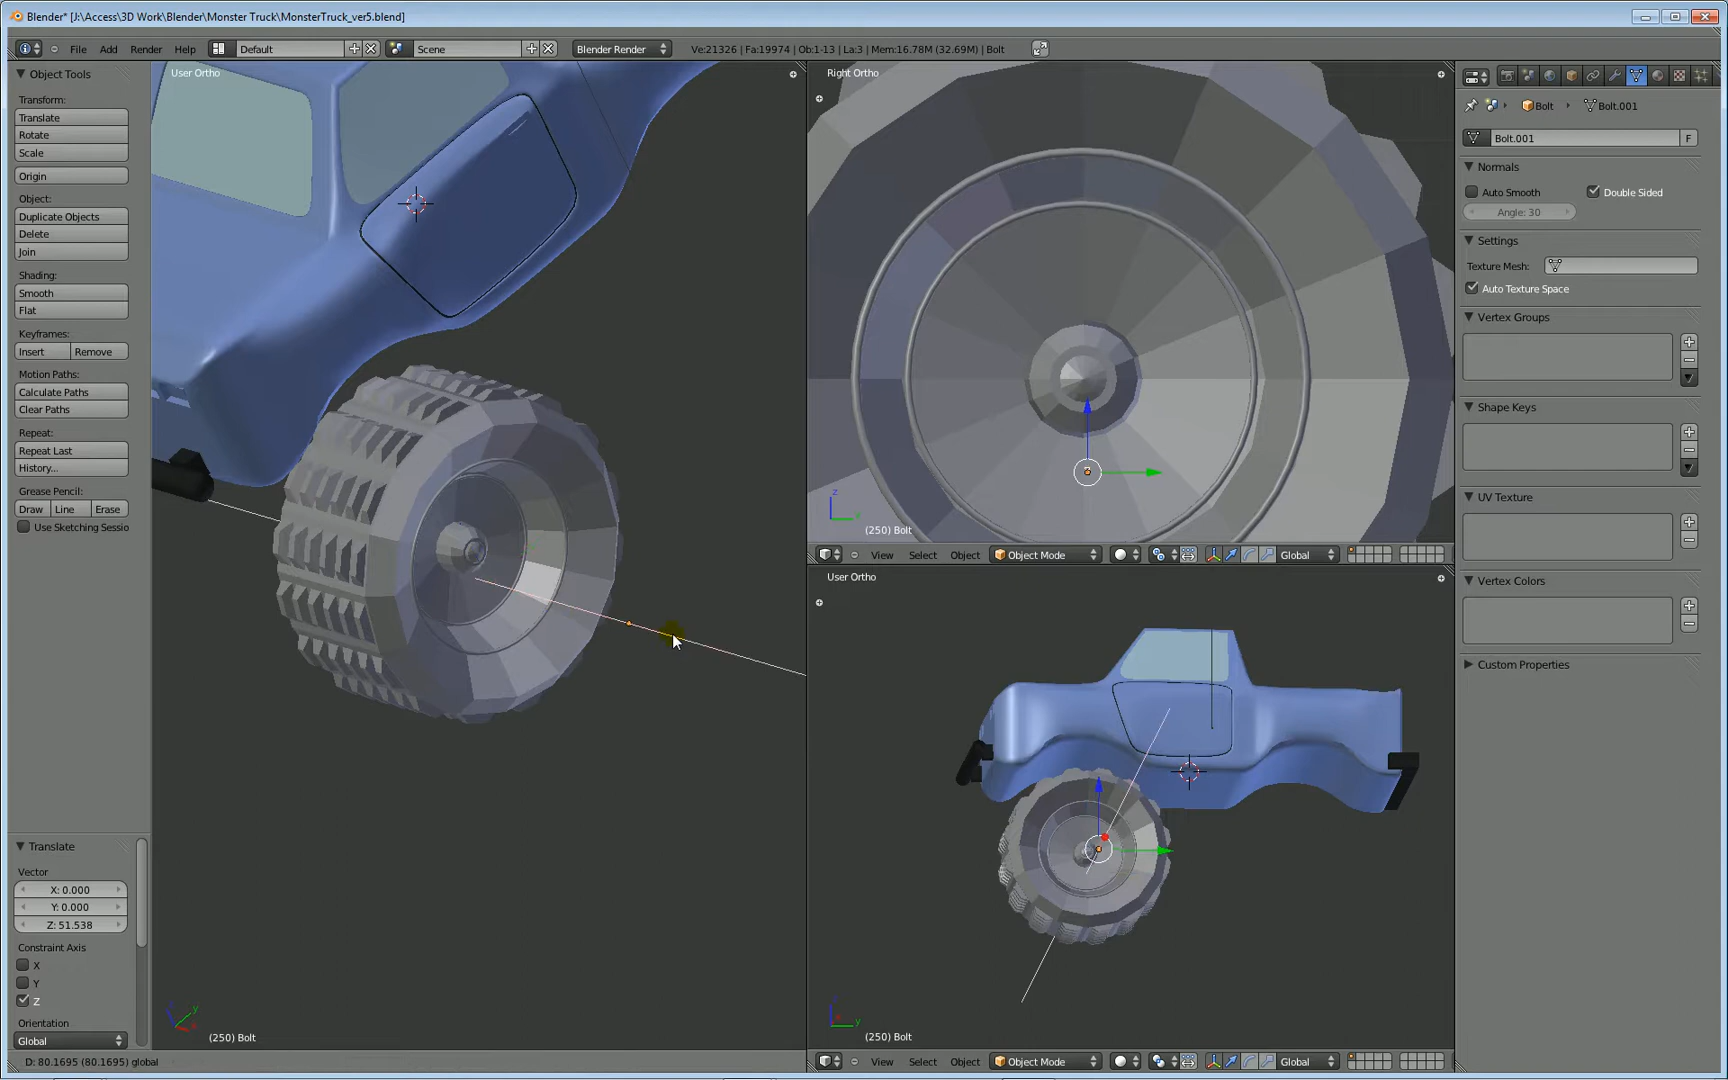 Blender* [J:\Access\3D Work\Blender\Monster Truck\MonsterTruck_ver5.blend]
File Add Render Help Default Scene Blender Render Ve:21326 | Fa:19974 | Ob:1-13 | La:3 | Mem:16.78M (32.69M) | Bolt
Object Tools
Transform:
Translate
Rotate
Scale
Origin
Object:
Duplicate Objects
Delete
Join
Shading:
Smooth
Flat
Keyframes:
Insert Remove
Motion Paths:
Calculate Paths
Clear Paths
Repeat:
Repeat Last
History...
Grease Pencil:
Draw Line Erase
Use Sketching Sessio
Translate
Vector
X: 0.000
Y: 0.000
Z: 51.538
Constraint Axis
X
Y
Z
Orientation
Global
User Ortho
(250) Bolt
D: 80.1695 (80.1695) global
Right Ortho
(250) Bolt
View Select Object Object Mode Global
User Ortho
(250) Bolt
View Select Object Object Mode Global
Bolt Bolt.001
Bolt.001 F
Normals
Auto Smooth Double Sided
Angle: 30
Settings
Texture Mesh:
Auto Texture Space
Vertex Groups
Shape Keys
UV Texture
Vertex Colors
Custom Properties